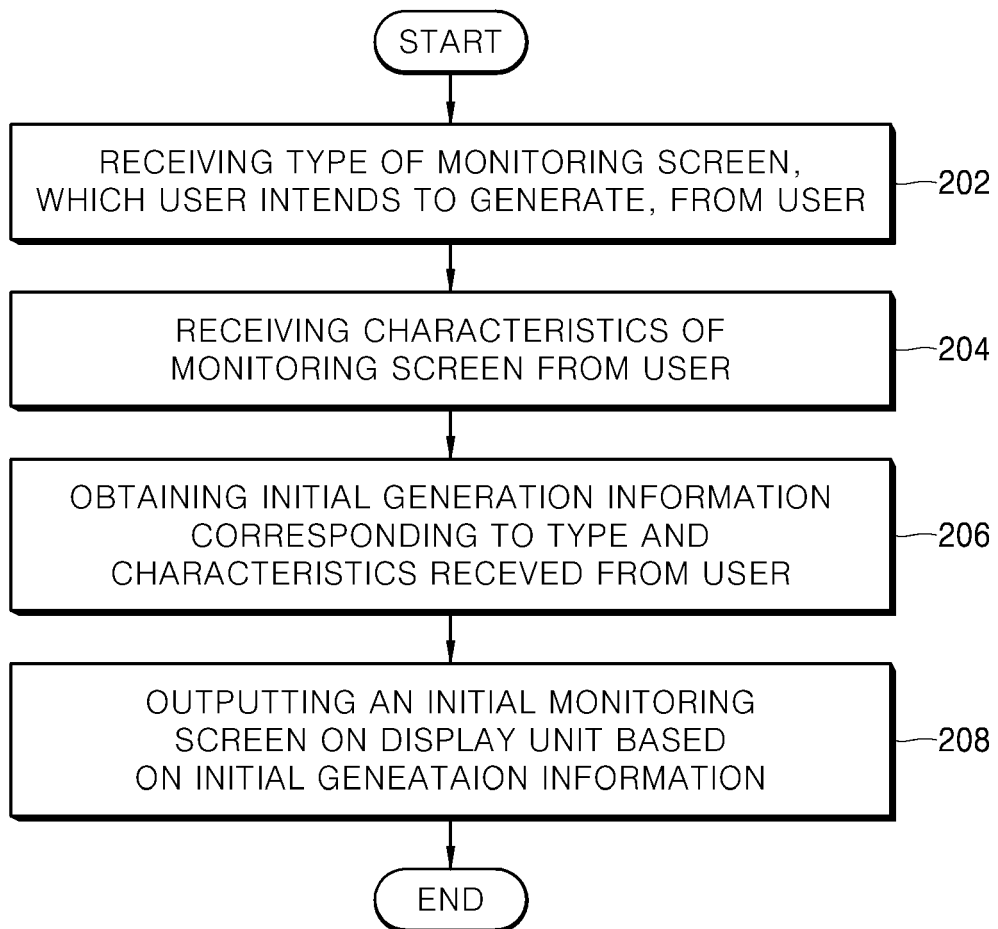 START
RECEIVING TYPE OF MONITORING SCREEN,
WHICH USER INTENDS TO GENERATE, FROM USER
202
RECEIVING CHARACTERISTICS OF
MONITORING SCREEN FROM USER
204
OBTAINING INITIAL GENERATION INFORMATION
CORRESPONDING TO TYPE AND
CHARACTERISTICS RECEVED FROM USER
206
OUTPUTTING AN INITIAL MONITORING
SCREEN ON DISPLAY UNIT BASED
ON INITIAL GENEATAION INFORMATION
208
END